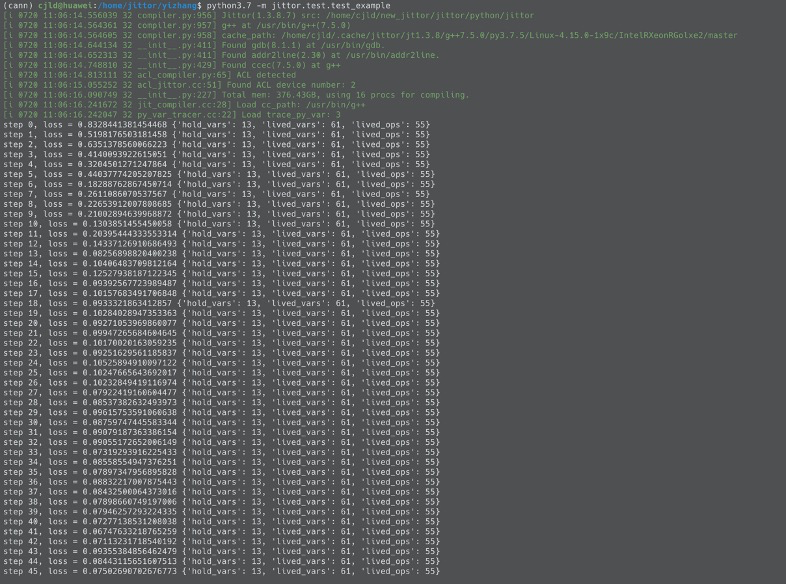 (cann) cjld@huawei:/home/jittor/yizhang$ python3.7 -m jittor.test.test_example
[i 0720 11:06:14.556039 32 compiler.py:956] Jittor(1.3.8.7) src: /home/cjld/new_jittor/jittor/python/jittor
[i 0720 11:06:14.564361 32 compiler.py:957] g++ at /usr/bin/g++(7.5.0)
[i 0720 11:06:14.564605 32 compiler.py:958] cache_path: /home/cjld/.cache/jittor/jt1.3.8/g++7.5.0/py3.7.5/Linux-4.15.0-1x9c/IntelRXeonRGolxe2/master
[i 0720 11:06:14.644134 32 __init__.py:411] Found gdb(8.1.1) at /usr/bin/gdb.
[i 0720 11:06:14.652313 32 __init__.py:411] Found addr2line(2.30) at /usr/bin/addr2line.
[i 0720 11:06:14.748810 32 __init__.py:429] Found ccec(7.5.0) at g++
[i 0720 11:06:14.813111 32 acl_compiler.py:65] ACL detected
[i 0720 11:06:15.055252 32 acl_jittor.cc:51] Found ACL device number: 2
[i 0720 11:06:16.090749 32 __init__.py:227] Total mem: 376.43GB, using 16 procs for compiling.
[i 0720 11:06:16.241672 32 jit_compiler.cc:28] Load cc_path: /usr/bin/g++
[i 0720 11:06:16.242047 32 py_var_tracer.cc:22] Load trace_py_var: 3
step 0, loss = 0.8328441381454468 {'hold_vars': 13, 'lived_vars': 61, 'lived_ops': 55}
step 1, loss = 0.5198176503181458 {'hold_vars': 13, 'lived_vars': 61, 'lived_ops': 55}
step 2, loss = 0.6351378560066223 {'hold_vars': 13, 'lived_vars': 61, 'lived_ops': 55}
step 3, loss = 0.4140093922615051 {'hold_vars': 13, 'lived_vars': 61, 'lived_ops': 55}
step 4, loss = 0.3204501271247864 {'hold_vars': 13, 'lived_vars': 61, 'lived_ops': 55}
step 5, loss = 0.44037774205207825 {'hold_vars': 13, 'lived_vars': 61, 'lived_ops': 55}
step 6, loss = 0.18288762867450714 {'hold_vars': 13, 'lived_vars': 61, 'lived_ops': 55}
step 7, loss = 0.2611086070537567 {'hold_vars': 13, 'lived_vars': 61, 'lived_ops': 55}
step 8, loss = 0.22653912007808685 {'hold_vars': 13, 'lived_vars': 61, 'lived_ops': 55}
step 9, loss = 0.21002894639968872 {'hold_vars': 13, 'lived_vars': 61, 'lived_ops': 55}
step 10, loss = 0.1303851455450058 {'hold_vars': 13, 'lived_vars': 61, 'lived_ops': 55}
step 11, loss = 0.20395444333553314 {'hold_vars': 13, 'lived_vars': 61, 'lived_ops': 55}
step 12, loss = 0.14337126910686493 {'hold_vars': 13, 'lived_vars': 61, 'lived_ops': 55}
step 13, loss = 0.08256898820400238 {'hold_vars': 13, 'lived_vars': 61, 'lived_ops': 55}
step 14, loss = 0.10406483709812164 {'hold_vars': 13, 'lived_vars': 61, 'lived_ops': 55}
step 15, loss = 0.12527938187122345 {'hold_vars': 13, 'lived_vars': 61, 'lived_ops': 55}
step 16, loss = 0.09392567723989487 {'hold_vars': 13, 'lived_vars': 61, 'lived_ops': 55}
step 17, loss = 0.10157683491706848 {'hold_vars': 13, 'lived_vars': 61, 'lived_ops': 55}
step 18, loss = 0.0933321863412857 {'hold_vars': 13, 'lived_vars': 61, 'lived_ops': 55}
step 19, loss = 0.10284028947353363 {'hold_vars': 13, 'lived_vars': 61, 'lived_ops': 55}
step 20, loss = 0.09271053969860077 {'hold_vars': 13, 'lived_vars': 61, 'lived_ops': 55}
step 21, loss = 0.09947265684604645 {'hold_vars': 13, 'lived_vars': 61, 'lived_ops': 55}
step 22, loss = 0.10170020163059235 {'hold_vars': 13, 'lived_vars': 61, 'lived_ops': 55}
step 23, loss = 0.09251629561185837 {'hold_vars': 13, 'lived_vars': 61, 'lived_ops': 55}
step 24, loss = 0.10525894910097122 {'hold_vars': 13, 'lived_vars': 61, 'lived_ops': 55}
step 25, loss = 0.10247665643692017 {'hold_vars': 13, 'lived_vars': 61, 'lived_ops': 55}
step 26, loss = 0.10232849419116974 {'hold_vars': 13, 'lived_vars': 61, 'lived_ops': 55}
step 27, loss = 0.07922419160604477 {'hold_vars': 13, 'lived_vars': 61, 'lived_ops': 55}
step 28, loss = 0.08537382632493973 {'hold_vars': 13, 'lived_vars': 61, 'lived_ops': 55}
step 29, loss = 0.09615753591060638 {'hold_vars': 13, 'lived_vars': 61, 'lived_ops': 55}
step 30, loss = 0.08759747445583344 {'hold_vars': 13, 'lived_vars': 61, 'lived_ops': 55}
step 31, loss = 0.09079187363386154 {'hold_vars': 13, 'lived_vars': 61, 'lived_ops': 55}
step 32, loss = 0.09055172652006149 {'hold_vars': 13, 'lived_vars': 61, 'lived_ops': 55}
step 33, loss = 0.07319293916225433 {'hold_vars': 13, 'lived_vars': 61, 'lived_ops': 55}
step 34, loss = 0.08558554947376251 {'hold_vars': 13, 'lived_vars': 61, 'lived_ops': 55}
step 35, loss = 0.07897347956895828 {'hold_vars': 13, 'lived_vars': 61, 'lived_ops': 55}
step 36, loss = 0.08832217007875443 {'hold_vars': 13, 'lived_vars': 61, 'lived_ops': 55}
step 37, loss = 0.08432500064373016 {'hold_vars': 13, 'lived_vars': 61, 'lived_ops': 55}
step 38, loss = 0.07898660749197006 {'hold_vars': 13, 'lived_vars': 61, 'lived_ops': 55}
step 39, loss = 0.07946257293224335 {'hold_vars': 13, 'lived_vars': 61, 'lived_ops': 55}
step 40, loss = 0.07277138531208038 {'hold_vars': 13, 'lived_vars': 61, 'lived_ops': 55}
step 41, loss = 0.06747633218765259 {'hold_vars': 13, 'lived_vars': 61, 'lived_ops': 55}
step 42, loss = 0.07113231718540192 {'hold_vars': 13, 'lived_vars': 61, 'lived_ops': 55}
step 43, loss = 0.09355384856462479 {'hold_vars': 13, 'lived_vars': 61, 'lived_ops': 55}
step 44, loss = 0.08443115651607513 {'hold_vars': 13, 'lived_vars': 61, 'lived_ops': 55}
step 45, loss = 0.07502690702676773 {'hold_vars': 13, 'lived_vars': 61, 'lived_ops': 55}